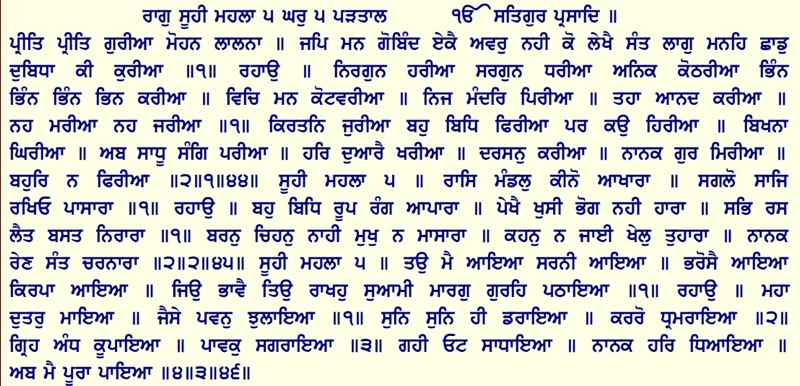 ਰਾਗੁ ਸੂਹੀ ਮਹਲਾ ੫ ਘਰੁ ੫ ਪੜਤਾਲ ੴ ਸਤਿਗੁਰ ਪ੍ਰਸਾਦਿ ॥
ਪ੍ਰੀਤਿ ਪ੍ਰੀਤਿ ਗੁਰੀਆ ਮੋਹਨ ਲਾਲਨਾ ॥ ਜਪਿ ਮਨ ਗੋਬਿੰਦ ਏਕੈ ਅਵਰੁ ਨਹੀ ਕੋ ਲੇਖੈ ਸੰਤ ਲਾਗੁ ਮਨਹਿ ਛਾਡੁ
ਦੁਬਿਧਾ ਕੀ ਕੁਰੀਆ ॥੧॥ ਰਹਾਉ ॥ ਨਿਰਗੁਨ ਹਰੀਆ ਸਰਗੁਨ ਧਰੀਆ ਅਨਿਕ ਕੋਠਰੀਆ ਭਿੰਨ
ਭਿੰਨ ਭਿੰਨ ਭਿਨ ਕਰੀਆ ॥ ਵਿਚਿ ਮਨ ਕੋਟਵਰੀਆ ॥ ਨਿਜ ਮੰਦਰਿ ਪਿਰੀਆ ॥ ਤਹਾ ਆਨਦ ਕਰੀਆ ॥
ਨਹ ਮਰੀਆ ਨਹ ਜਰੀਆ ॥੧॥ ਕਿਰਤਨਿ ਜੁਰੀਆ ਬਹੁ ਬਿਧਿ ਫਿਰੀਆ ਪਰ ਕਉ ਹਿਰੀਆ ॥ ਬਿਖਨਾ
ਘਿਰੀਆ ॥ ਅਬ ਸਾਧੂ ਸੰਗਿ ਪਰੀਆ ॥ ਹਰਿ ਦੁਆਰੈ ਖਰੀਆ ॥ ਦਰਸਨੁ ਕਰੀਆ ॥ ਨਾਨਕ ਗੁਰ ਮਿਰੀਆ ॥
ਬਹੁਰਿ ਨ ਫਿਰੀਆ ॥੨॥੧॥੪੪॥ ਸੂਹੀ ਮਹਲਾ ੫ ॥ ਰਾਸਿ ਮੰਡਲੁ ਕੀਨੋ ਆਖਾਰਾ ॥ ਸਗਲੋ ਸਾਜਿ
ਰਖਿਓ ਪਾਸਾਰਾ ॥੧॥ ਰਹਾਉ ॥ ਬਹੁ ਬਿਧਿ ਰੂਪ ਰੰਗ ਆਪਾਰਾ ॥ ਪੇਖੈ ਖੁਸੀ ਭੋਗ ਨਹੀ ਹਾਰਾ ॥ ਸਭਿ ਰਸ
ਲੈਤ ਬਸਤ ਨਿਰਾਰਾ ॥੧॥ ਬਰਨੁ ਚਿਹਨੁ ਨਾਹੀ ਮੁਖੁ ਨ ਮਾਸਾਰਾ ॥ ਕਹਨੁ ਨ ਜਾਈ ਖੇਲੁ ਤੁਹਾਰਾ ॥ ਨਾਨਕ
ਰੇਣ ਸੰਤ ਚਰਨਾਰਾ ॥੨॥੨॥੪੫॥ ਸੂਹੀ ਮਹਲਾ ੫ ॥ ਤਉ ਮੈ ਆਇਆ ਸਰਨੀ ਆਇਆ ॥ ਭਰੋਸੈ ਆਇਆ
ਕਿਰਪਾ ਆਇਆ ॥ ਜਿਉ ਭਾਵੈ ਤਿਉ ਰਾਖਹੁ ਸੁਆਮੀ ਮਾਰਗੁ ਗੁਰਹਿ ਪਠਾਇਆ ॥੧॥ ਰਹਾਉ ॥ ਮਹਾ
ਦੁਤਰੁ ਮਾਇਆ ॥ ਜੈਸੇ ਪਵਨੁ ਝੁਲਾਇਆ ॥੧॥ ਸੁਨਿ ਸੁਨਿ ਹੀ ਡਰਾਇਆ ॥ ਕਰਰੋ ਧ੍ਰਮਰਾਇਆ ॥੨॥
ਗ੍ਰਿਹ ਅੰਧ ਕੂਪਾਇਆ ॥ ਪਾਵਕੁ ਸਗਰਾਇਆ ॥੩॥ ਗਹੀ ਓਟ ਸਾਧਾਇਆ ॥ ਨਾਨਕ ਹਰਿ ਧਿਆਇਆ ॥
ਅਬ ਮੈ ਪੂਰਾ ਪਾਇਆ ॥੪॥੩॥੪੬॥